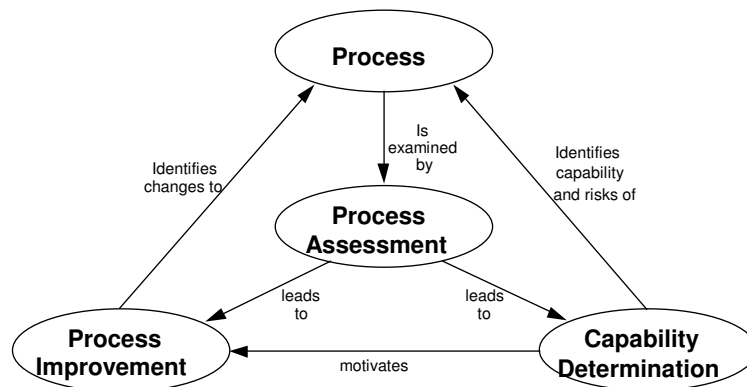 Process
Is
examined
by
Identifies
changes to
Identifies
capability
and risks of
Process
Assessment
leads
to
leads
to
Process
Improvement
motivates
Capability
Determination